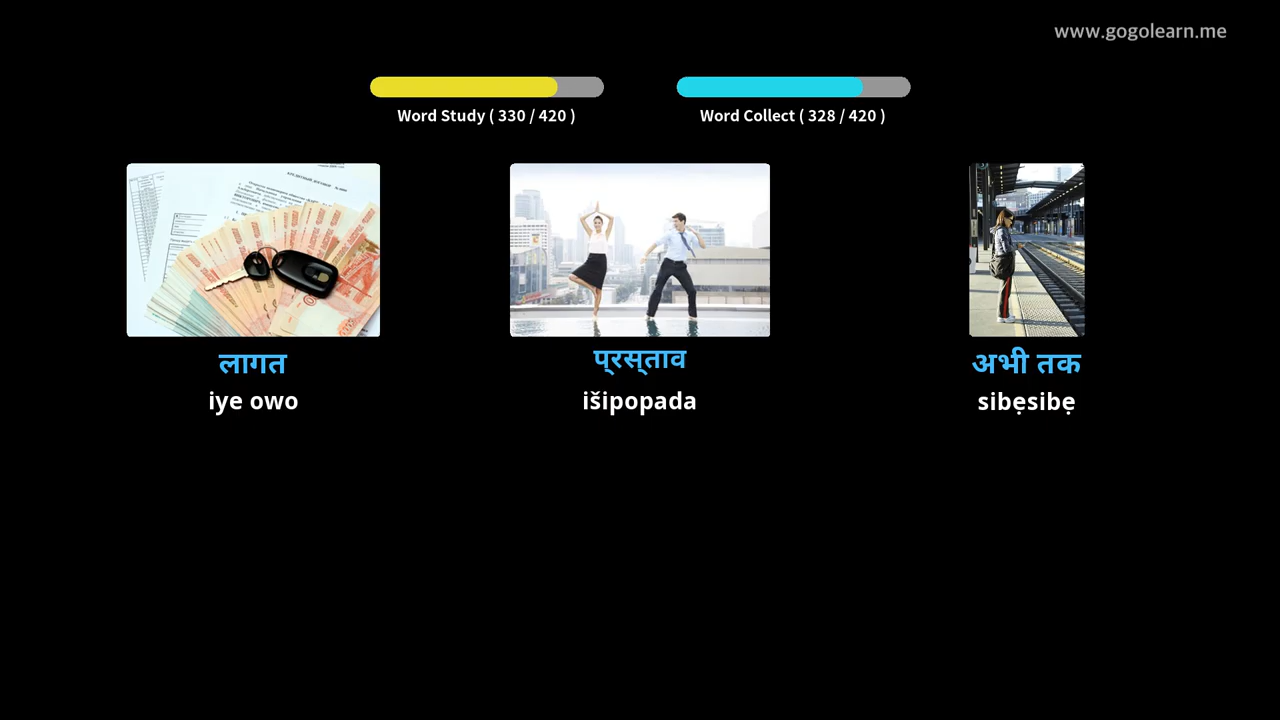 www.gogolearn.me
Word Study ( 330 / 420 )
Word Collect ( 328 / 420 )
लागत
प्रस्ताव
अभी तक
iye owo
išipopada
sibẹsibẹ